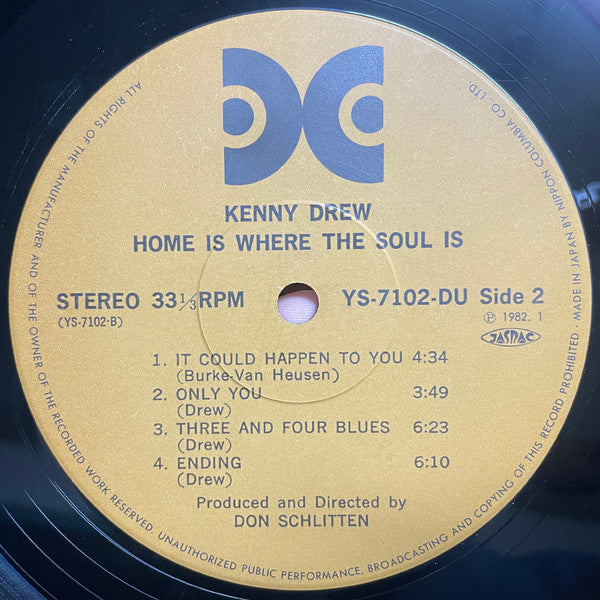 KENNY DREW
HOME IS WHERE THE SOUL IS
STEREO 33 1/3 RPM
(YS-7102-B)
YS-7102-DU Side 2
Ⓟ 1982. 1
JASRAC
1. IT COULD HAPPEN TO YOU 4:34
(Burke-Van Heusen)
2. ONLY YOU 3:49
(Drew)
3. THREE AND FOUR BLUES 6:23
(Drew)
4. ENDING 6:10
(Drew)
Produced and Directed by
DON SCHLITTEN
ALL RIGHTS OF THE MANUFACTURER AND OF THE OWNER OF THE RECORDED WORK RESERVED. UNAUTHORIZED PUBLIC PERFORMANCE, BROADCASTING AND COPYING OF THIS RECORD PROHIBITED · MADE IN JAPAN BY NIPPON COLUMBIA CO., LTD.